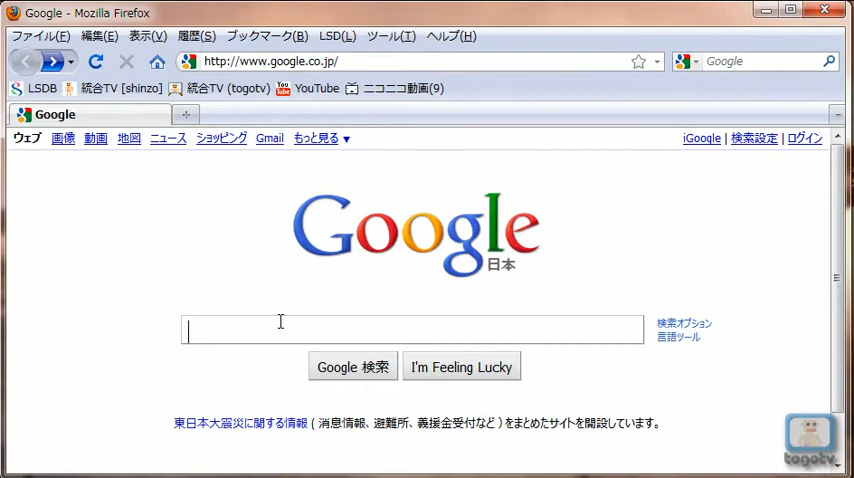 Google - Mozilla Firefox
ファイル(F) 編集(E) 表示(V) 履歴(S) ブックマーク(B) LSD(L) ツール(T) ヘルプ(H)
http://www.google.co.jp/ Google
LSDB 統合TV [shinzo] 統合TV (togotv) You Tube YouTube ニコニコ動画(9)
Google
ウェブ 画像 動画 地図 ニュース ショッピング Gmail もっと見る ▼ iGoogle | 検索設定 | ログイン
Google
日本
検索オプション
言語ツール
Google 検索 I'm Feeling Lucky
東日本大震災に関する情報 ( 消息情報、避難所、義援金受付など ) をまとめたサイトを開設しています。
togotv